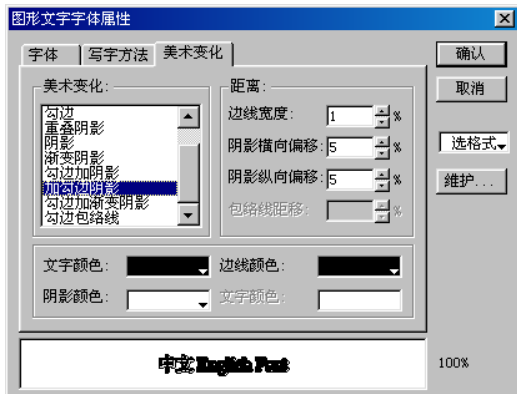 图形文字字体属性
字体 写字方法 美术变化
确认
取消
选格式
维护...
美术变化:
勾边
重叠阴影
阴影
渐变阴影
勾边加阴影
加勾边阴影
勾边加渐变阴影
勾边包络线
距离:
边线宽度: 1 %
阴影横向偏移: 5 %
阴影纵向偏移: 5 %
包络线距移: %
文字颜色: 边线颜色:
阴影颜色: 文字颜色:
中文 English Font
100%